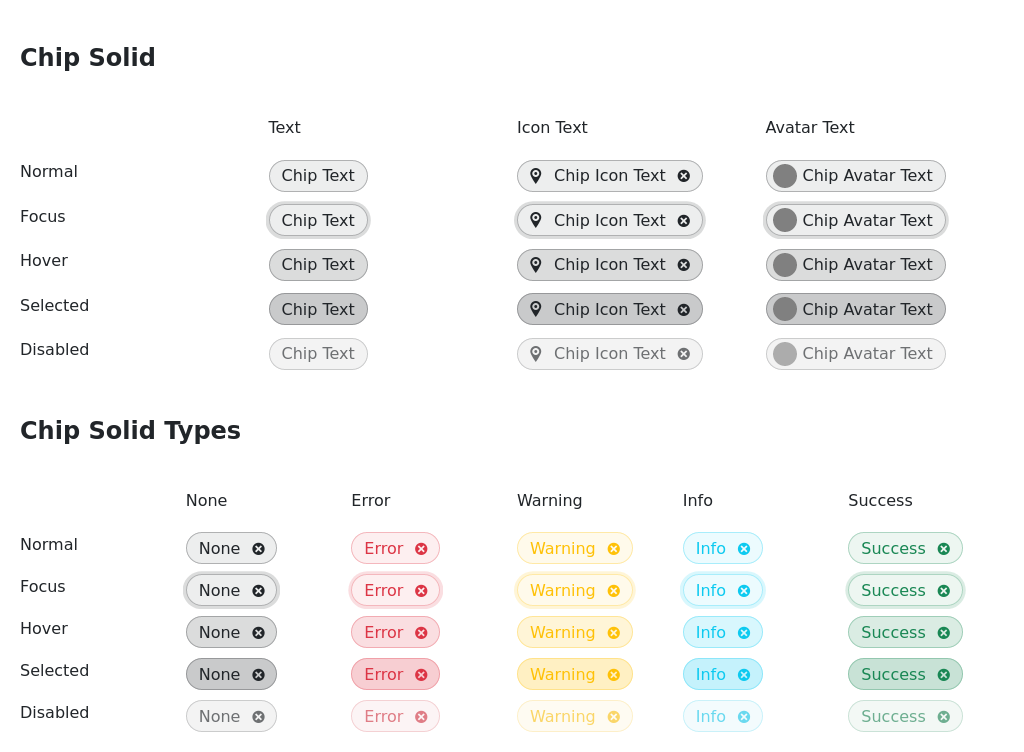 Chip Solid
Text Icon Text Avatar Text
Normal Chip Text Chip Icon Text Chip Avatar Text
Focus Chip Text Chip Icon Text Chip Avatar Text
Hover Chip Text Chip Icon Text Chip Avatar Text
Selected Chip Text Chip Icon Text Chip Avatar Text
Disabled Chip Text Chip Icon Text Chip Avatar Text
Chip Solid Types
None Error Warning Info Success
Normal None Error Warning Info Success
Focus None Error Warning Info Success
Hover None Error Warning Info Success
Selected None Error Warning Info Success
Disabled None Error Warning Info Success